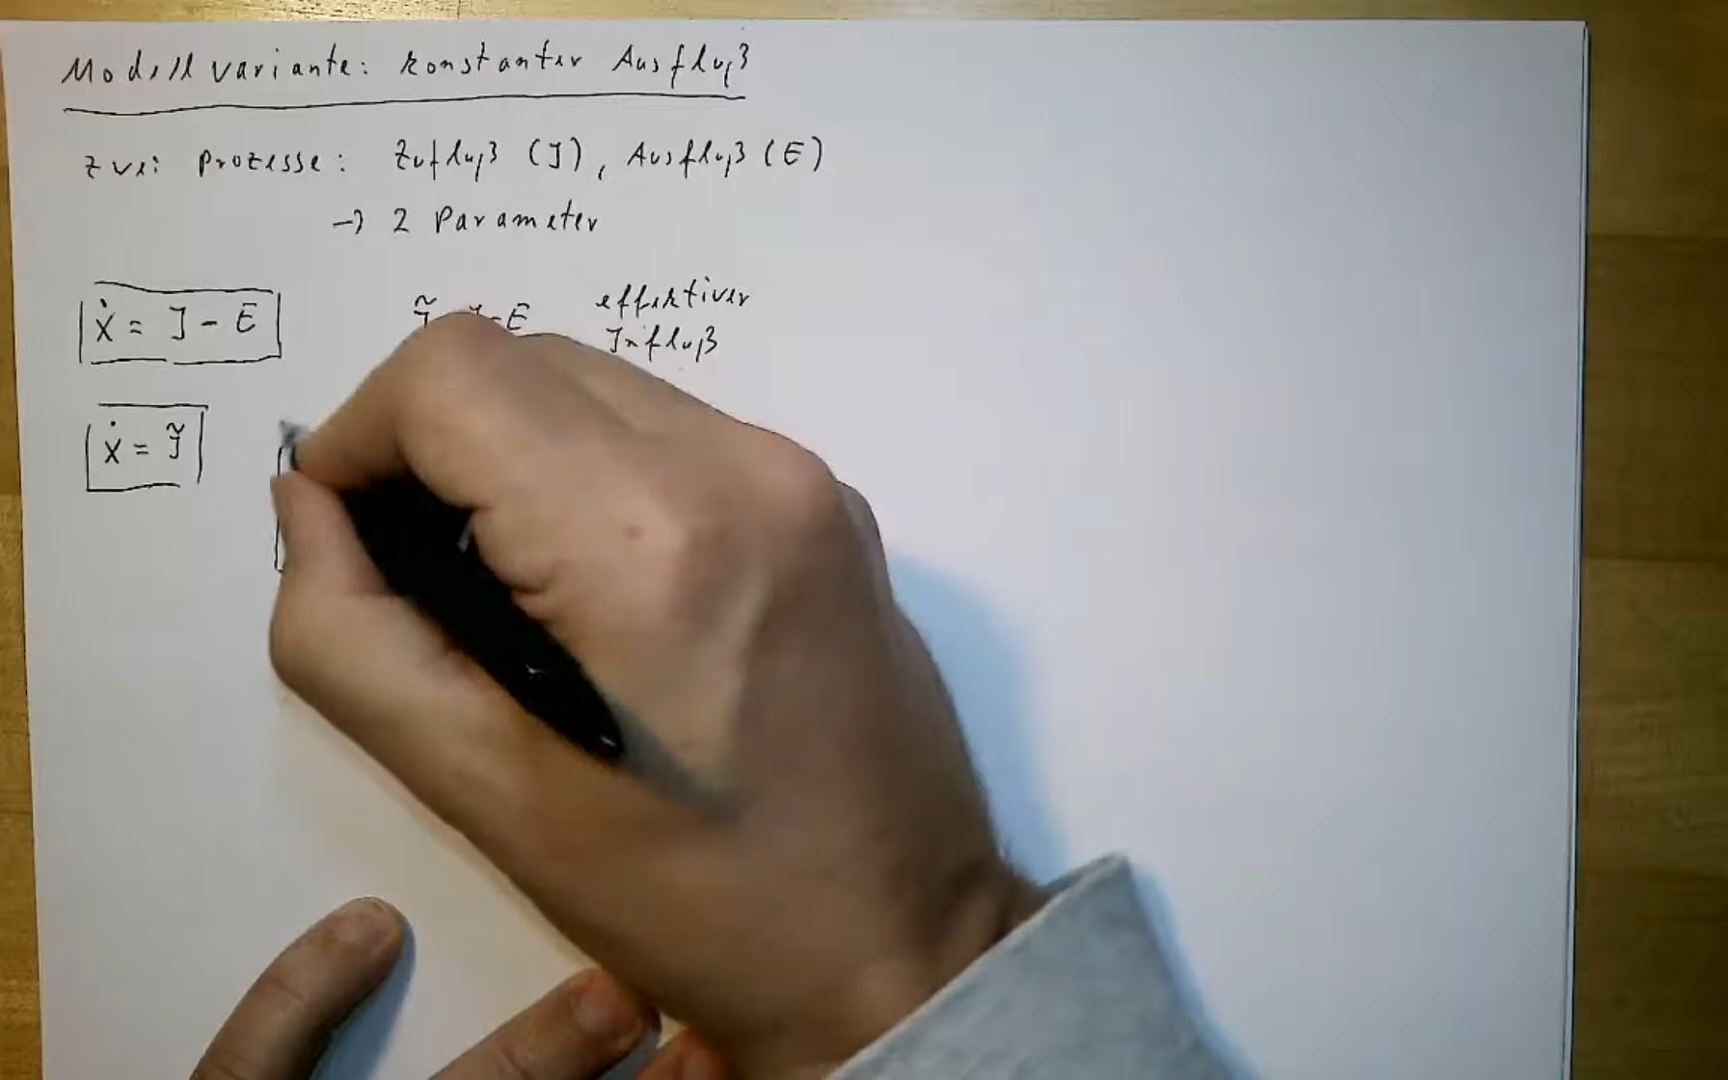 Modellvariante: konstanter Ausfluß
zwei Prozesse: Zufluß (J), Ausfluß (E)
→ 2 Parameter
ẋ = J - E
J̃ = J - E effektiver
Influß
ẋ = J̃